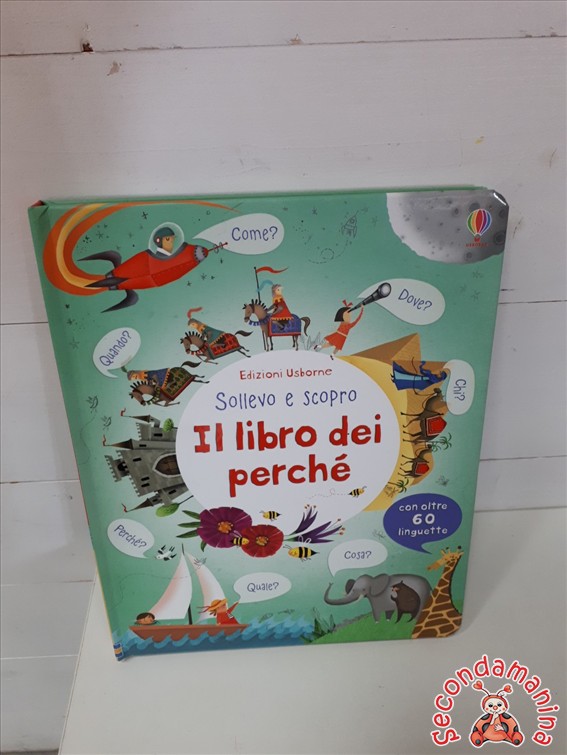 Come?
Dove?
Quando?
Chi?
Edizioni Usborne
Sollevo e scopro
Il libro dei
perché
con oltre
60
linguette
Perché?
Cosa?
Quale?
Secondamanina